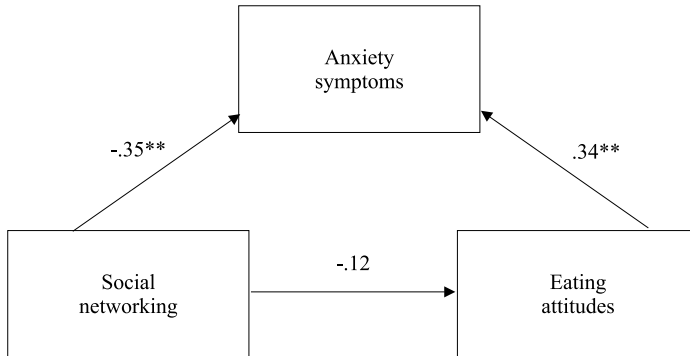 Anxiety
symptoms
-.35**
.34**
-.12
Social
networking
Eating
attitudes